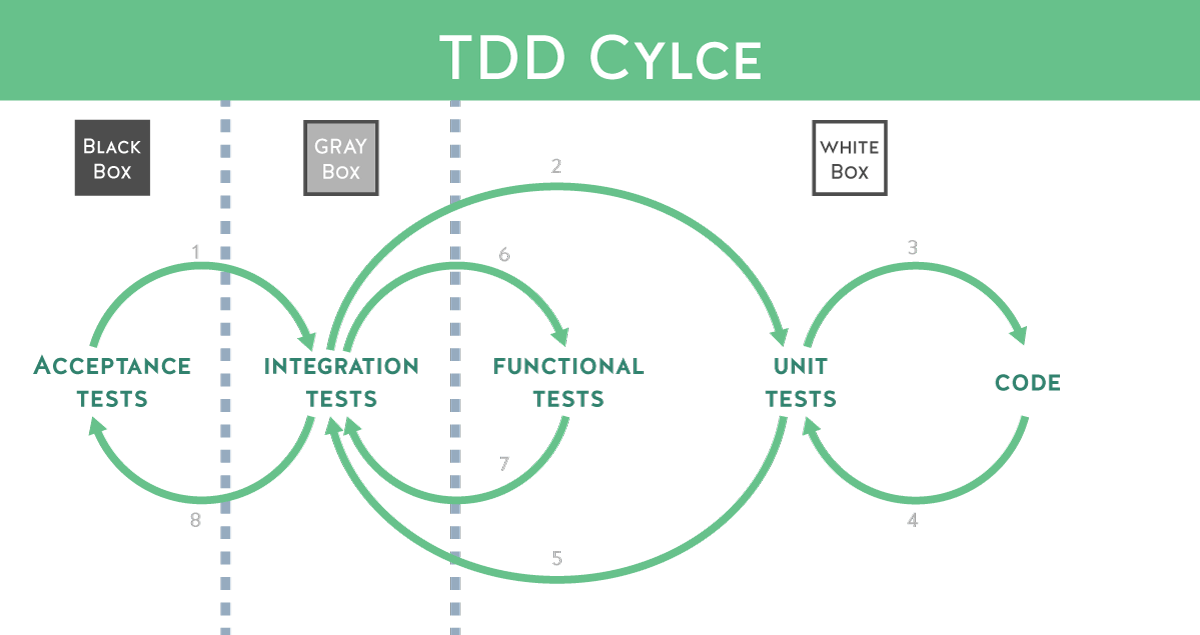 TDD CYLCE
BLACK
BOX
GRAY
BOX
WHITE
BOX
2
1
6
3
ACCEPTANCE
TESTS
INTEGRATION
TESTS
FUNCTIONAL
TESTS
UNIT
TESTS
CODE
7
8
4
5